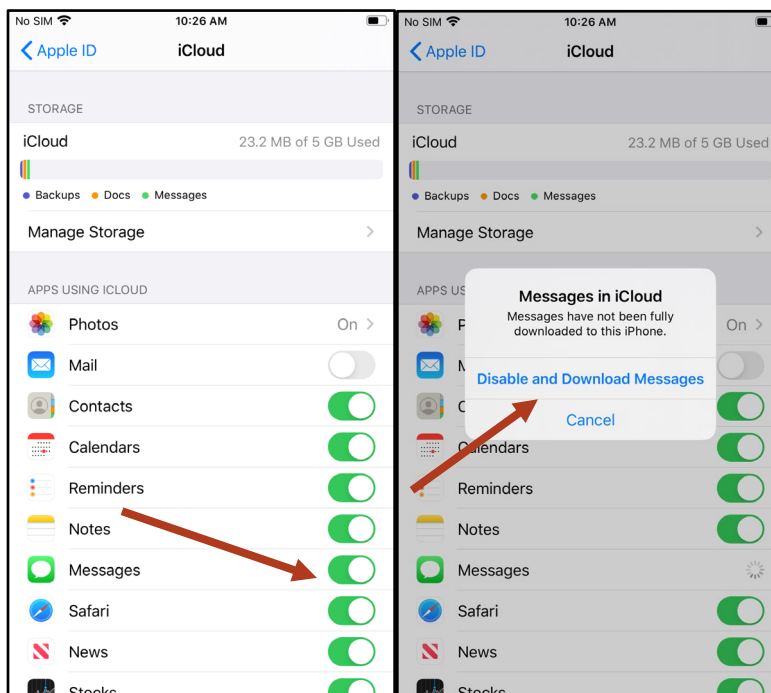 No SIM 10:26 AM
Apple ID iCloud
STORAGE
iCloud 23.2 MB of 5 GB Used
Backups Docs Messages
Manage Storage
APPS USING ICLOUD
Photos On
Mail
Contacts
Calendars
Reminders
Notes
Messages
Safari
News
Stocks
No SIM 10:26 AM
Apple ID iCloud
STORAGE
iCloud 23.2 MB of 5 GB Used
Backups Docs Messages
Manage Storage
APPS US
Messages in iCloud
Messages have not been fully
downloaded to this iPhone.
P On
M
Disable and Download Messages
C
Cancel
Calendars
Reminders
Notes
Messages
Safari
News
Stocks